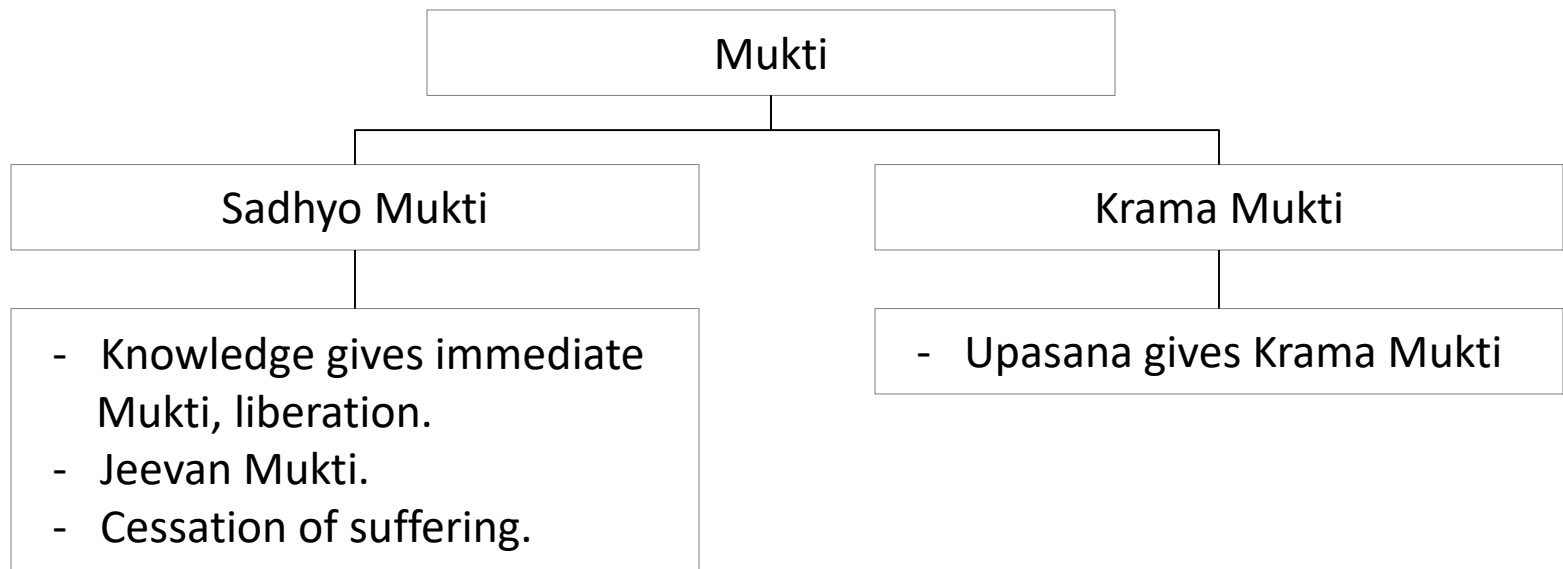 Mukti
Sadhyo Mukti
Krama Mukti
- Knowledge gives immediate
Mukti, liberation.
- Jeevan Mukti.
- Cessation of suffering.
- Upasana gives Krama Mukti